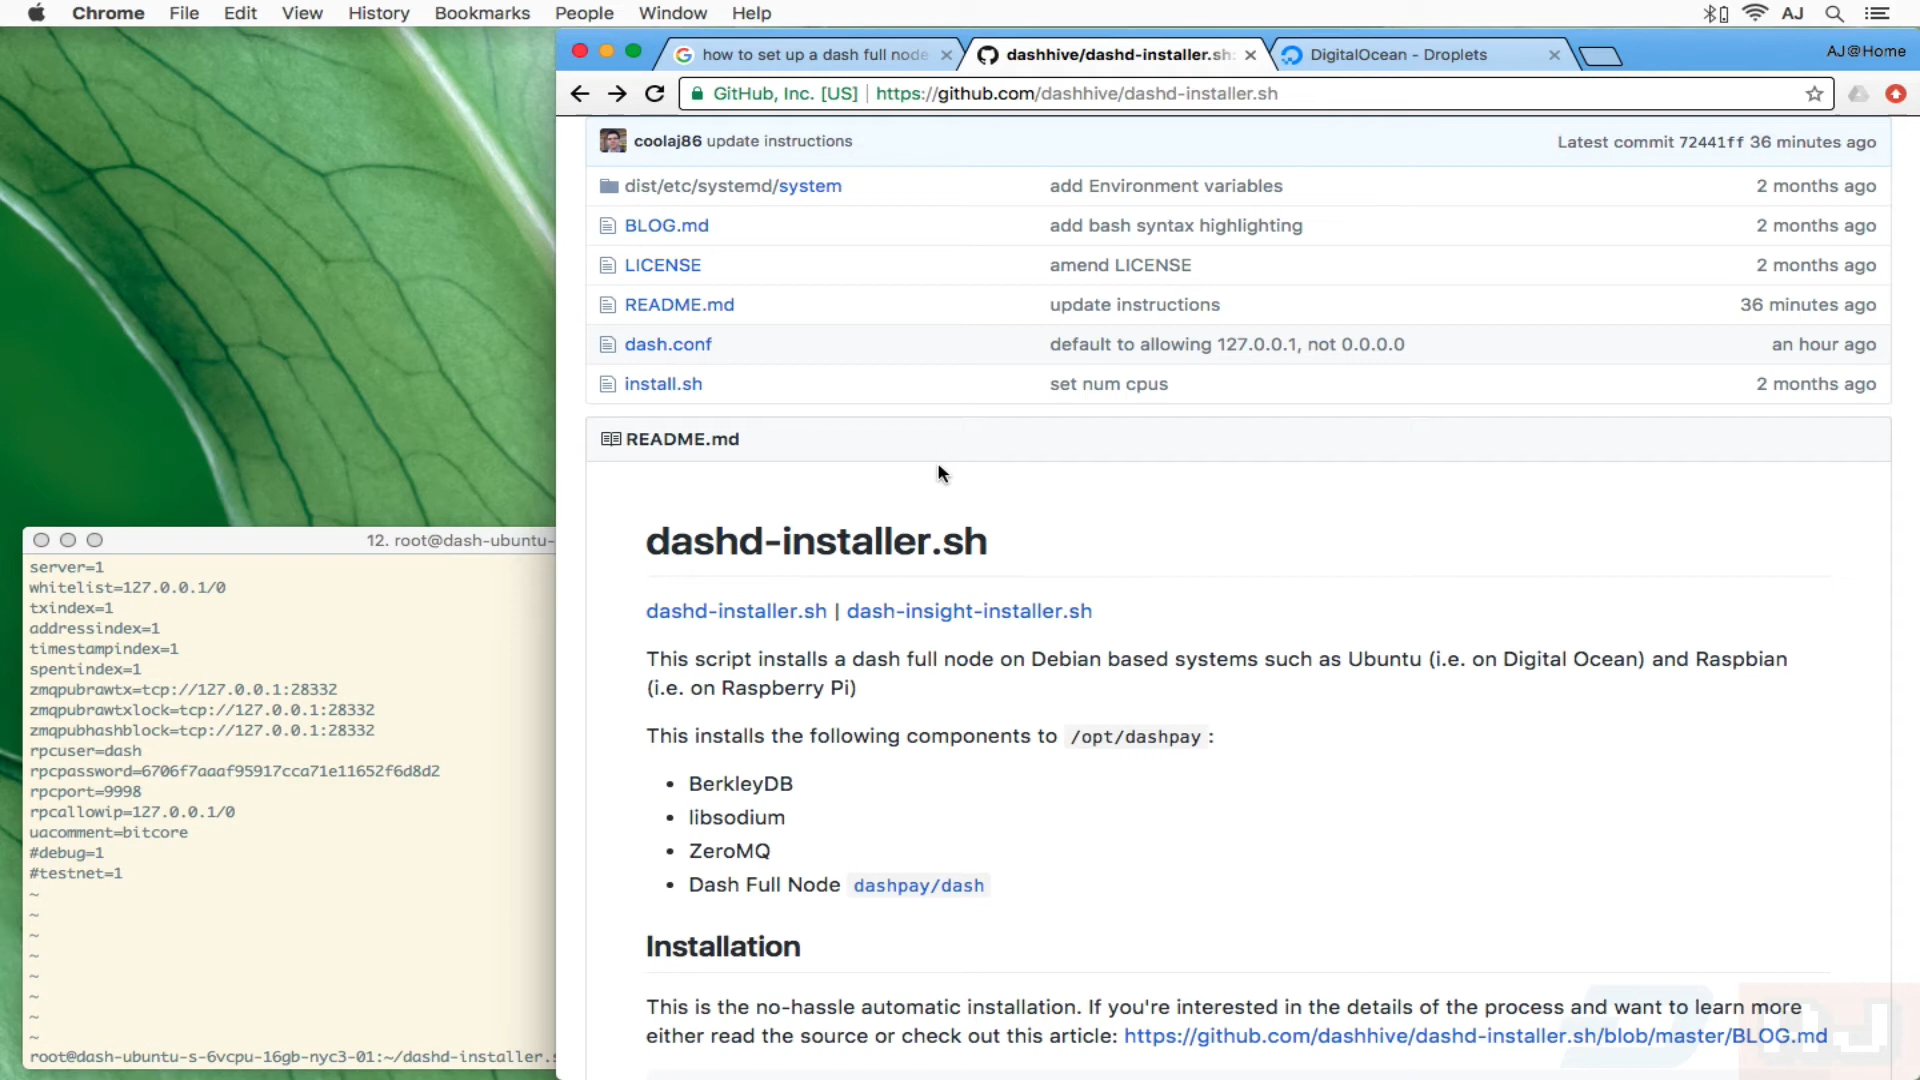 Chrome File Edit View History Bookmarks People Window Help AJ
how to set up a dash full node
dashhive/dashd-installer.sh:
DigitalOcean - Droplets
AJ@Home
GitHub, Inc. [US] https://github.com/dashhive/dashd-installer.sh
coolaj86 update instructions Latest commit 72441ff 36 minutes ago
dist/etc/systemd/system add Environment variables 2 months ago
BLOG.md add bash syntax highlighting 2 months ago
LICENSE amend LICENSE 2 months ago
README.md update instructions 36 minutes ago
dash.conf default to allowing 127.0.0.1, not 0.0.0.0 an hour ago
install.sh set num cpus 2 months ago
README.md
dashd-installer.sh
dashd-installer.sh | dash-insight-installer.sh
This script installs a dash full node on Debian based systems such as Ubuntu (i.e. on Digital Ocean) and Raspbian
(i.e. on Raspberry Pi)
This installs the following components to /opt/dashpay :
• BerkleyDB
• libsodium
• ZeroMQ
• Dash Full Node dashpay/dash
Installation
This is the no-hassle automatic installation. If you're interested in the details of the process and want to learn more
either read the source or check out this article: https://github.com/dashhive/dashd-installer.sh/blob/master/BLOG.md
12. root@dash-ubuntu-
server=1
whitelist=127.0.0.1/0
txindex=1
addressindex=1
timestampindex=1
spentindex=1
zmqpubrawtx=tcp://127.0.0.1:28332
zmqpubrawtxlock=tcp://127.0.0.1:28332
zmqpubhashblock=tcp://127.0.0.1:28332
rpcuser=dash
rpcpassword=6706f7aaaf95917cca71e11652f6d8d2
rpcport=9998
rpcallowip=127.0.0.1/0
uacomment=bitcore
#debug=1
#testnet=1
~
~
~
~
~
~
~
~
root@dash-ubuntu-s-6vcpu-16gb-nyc3-01:~/dashd-installer.s
AJ